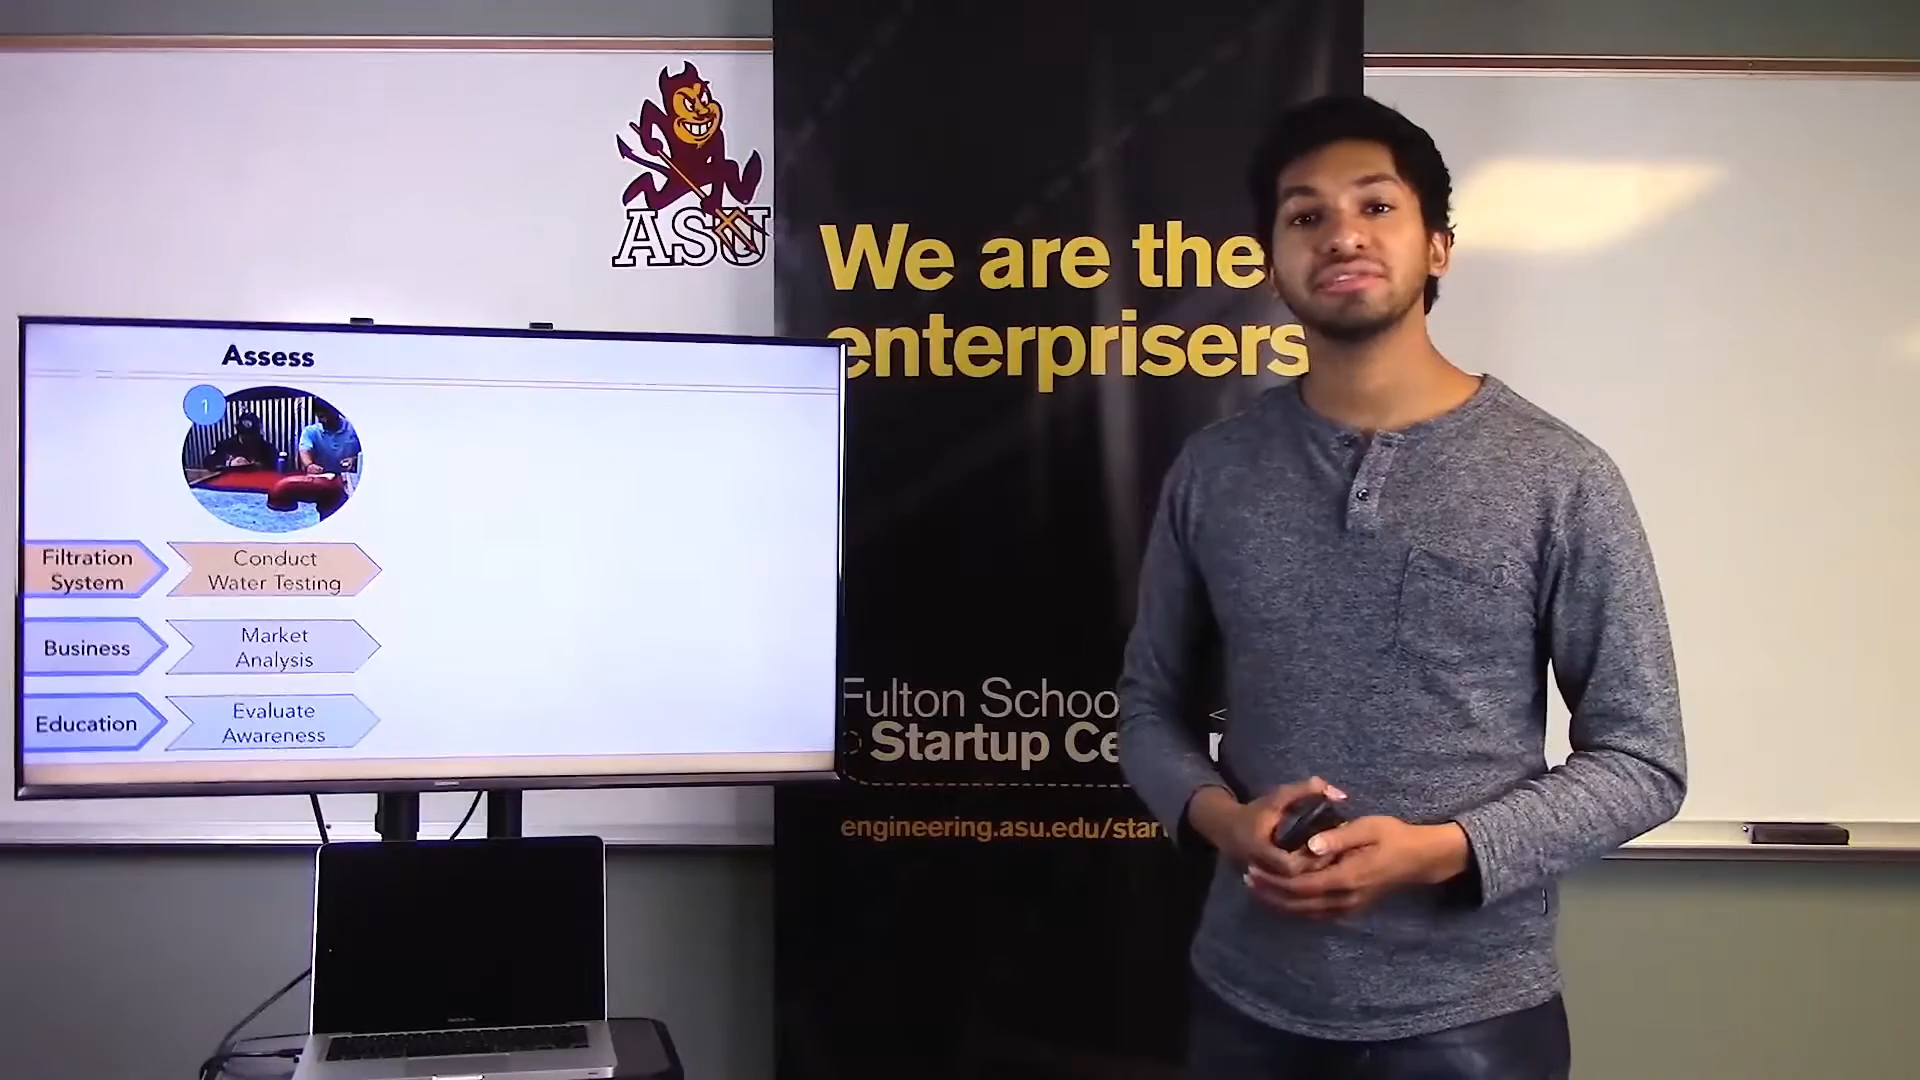 ASU
We are the
enterprisers
Assess
1
Filtration
System
Conduct
Water Testing
Business
Market
Analysis
Education
Evaluate
Awareness
Fulton Schoo
Startup Ce
engineering.asu.edu/star